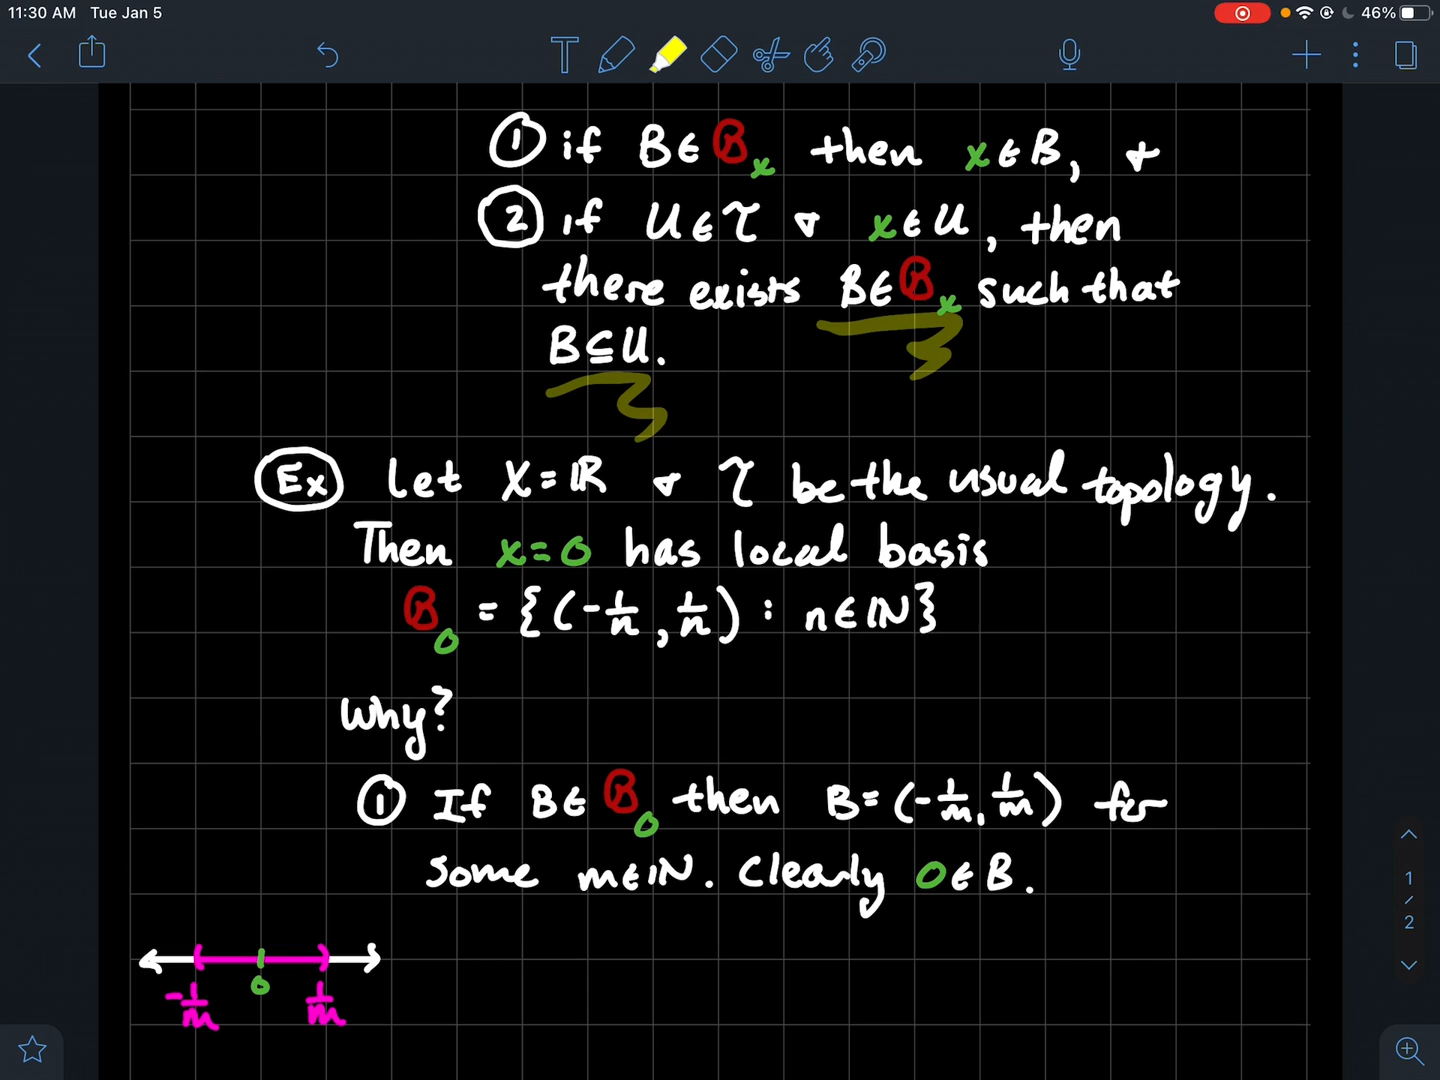 11:30 AM Tue Jan 5
46%
① if B∈𝓑ₓ then x∈B, &
② if U∈𝒯 & x∈U, then
there exists B∈𝓑ₓ such that
B⊆U.
Ex Let X=ℝ & 𝒯 be the usual topology.
Then x=0 has local basis
𝓑₀ = {(-1/n, 1/n) : n∈ℕ}
Why?
① If B∈𝓑₀ then B=(-1/m, 1/m) for
some m∈ℕ. Clearly 0∈B.
0
-1/m 1/m
1
/
2